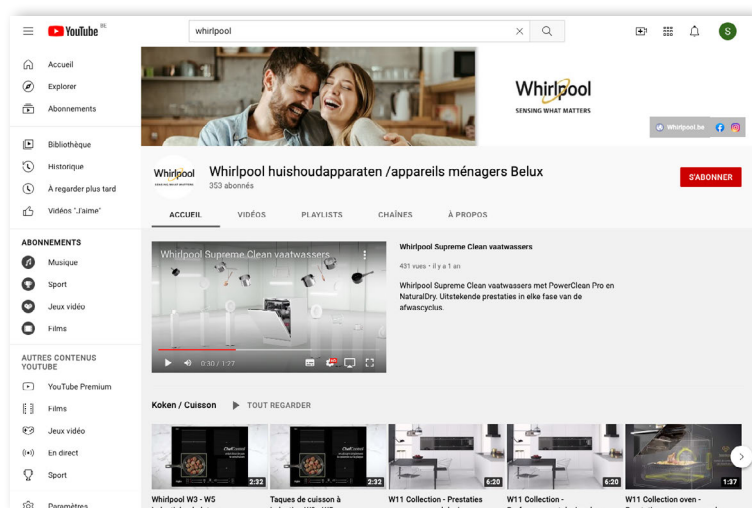 YouTube BE
whirlpool
S
Accueil
Explorer
Abonnements
Bibliothèque
Historique
À regarder plus tard
Vidéos "J'aime"
ABONNEMENTS
Musique
Sport
Jeux vidéo
Films
AUTRES CONTENUS
YOUTUBE
YouTube Premium
Films
Jeux vidéo
En direct
Sport
Paramètres
Whirlpool
SENSING WHAT MATTERS
Whirlpool.be
Whirlpool
SENSING WHAT MATTERS
Whirlpool huishoudapparaten /appareils ménagers Belux
353 abonnés
S'ABONNER
ACCUEIL VIDÉOS PLAYLISTS CHAÎNES À PROPOS
Whirlpool Supreme Clean vaatwassers
0:30 / 1:27
Whirlpool Supreme Clean vaatwassers
431 vues • il y a 1 an
Whirlpool Supreme Clean vaatwassers met PowerClean Pro en
NaturalDry. Uitstekende prestaties in elke fase van de
afwascyclus.
Koken / Cuisson TOUT REGARDER
2:32 2:32 6:20 6:20 1:37
Whirlpool W3 - W5 Taques de cuisson à W11 Collection - Prestaties W11 Collection - W11 Collection oven -